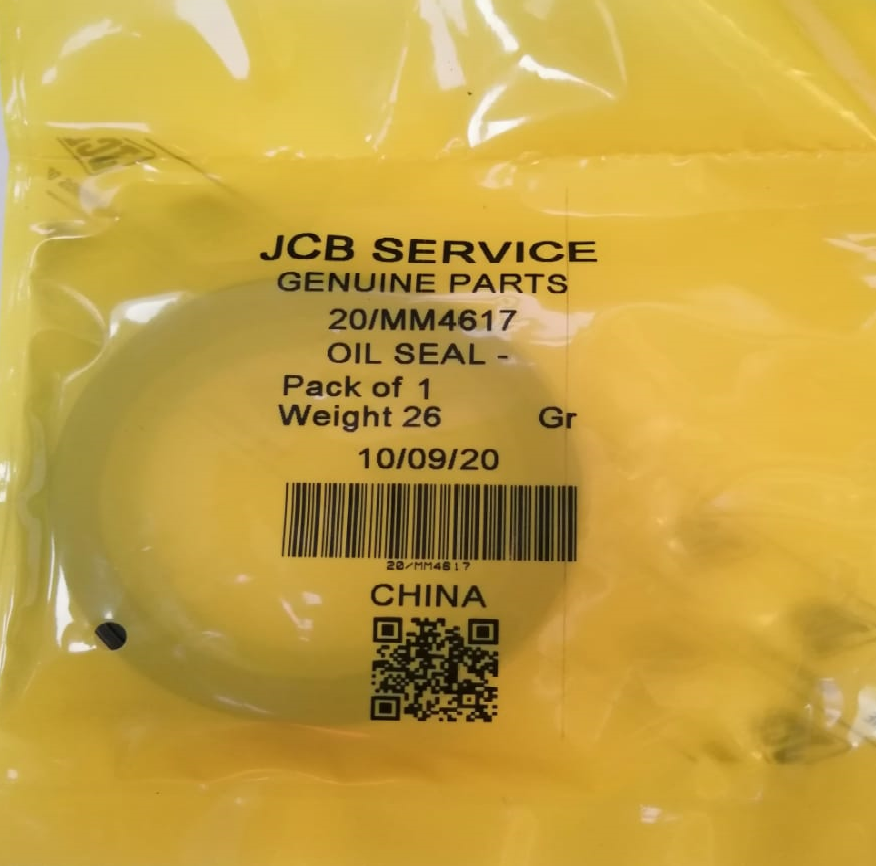 JCB SERVICE
GENUINE PARTS
20/MM4617
OIL SEAL -
Pack of 1
Weight 26 Gr
10/09/20
20/MM4617
CHINA